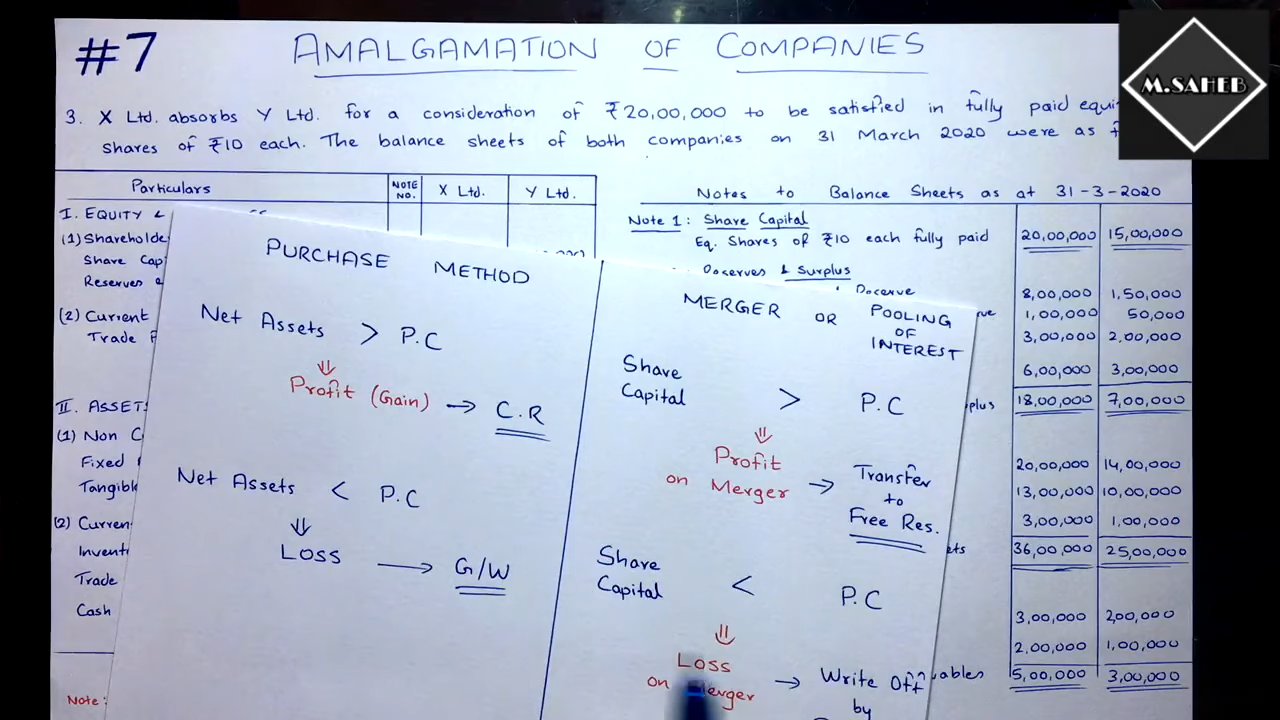 #7
AMALGAMATION OF COMPANIES
M.SAHEB
3. X Ltd. absorbs Y Ltd. for a consideration of ₹20,00,000 to be satisfied in fully paid equi
shares of ₹10 each. The balance sheets of both companies on 31 March 2020 were as f
Particulars NOTE NO. X Ltd. Y Ltd.
I. EQUITY &
(1) Shareholde
Share Cap
Reserves a
(2) Current
Trade P
II. ASSETS
(1) Non C
Fixed
Tangible
(2) Curren
Invent
Trade
Cash
Note:
PURCHASE METHOD
Net Assets > P.C
⇓
Profit (Gain) → C.R
Net Assets < P.C
⇓
LOSS → G/W
MERGER OR POOLING
OF
INTEREST
Share
Capital > P.C
⇓
Profit
on Merger → Transfer
to
Free Res.
Share
Capital < P.C
⇓
Loss
on Merger → Write Off
by
Notes to Balance Sheets as at 31-3-2020
Note 1: Share Capital
Eq. Shares of ₹10 each fully paid 20,00,000 15,00,000
Reserves & Surplus
Reserve 8,00,000 1,50,000
ve 1,00,000 50,000
3,00,000 2,00,000
6,00,000 3,00,000
plus 18,00,000 7,00,000
20,00,000 14,00,000
13,00,000 10,00,000
3,00,000 1,00,000
ets 36,00,000 25,00,000
3,00,000 2,00,000
2,00,000 1,00,000
ables 5,00,000 3,00,000